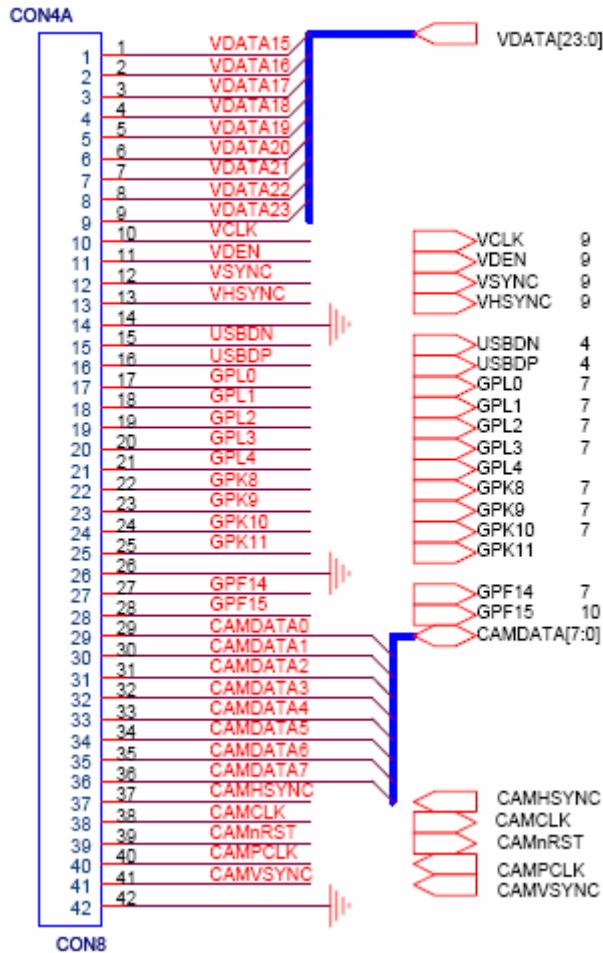 CON4A
VDATA[23:0]
1 1 VDATA15
2 2 VDATA16
3 3 VDATA17
4 4 VDATA18
5 5 VDATA19
6 6 VDATA20
7 7 VDATA21
8 8 VDATA22
9 9 VDATA23
10 10 VCLK
11 11 VDEN
12 12 VSYNC
13 13 VHSYNC
14 14
15 15 USBDN
16 16 USBDP
17 17 GPL0
18 18 GPL1
19 19 GPL2
20 20 GPL3
21 21 GPL4
22 22 GPK8
23 23 GPK9
24 24 GPK10
25 25 GPK11
26 26
27 27 GPF14
28 28 GPF15
29 29 CAMDATA0
30 30 CAMDATA1
31 31 CAMDATA2
32 32 CAMDATA3
33 33 CAMDATA4
34 34 CAMDATA5
35 35 CAMDATA6
36 36 CAMDATA7
37 37 CAMHSYNC
38 38 CAMCLK
39 39 CAMnRST
40 40 CAMPCLK
41 41 CAMVSYNC
42 42
CON8
VCLK 9
VDEN 9
VSYNC 9
VHSYNC 9
USBDN 4
USBDP 4
GPL0 7
GPL1 7
GPL2 7
GPL3 7
GPL4
GPK8 7
GPK9 7
GPK10 7
GPK11
GPF14 7
GPF15 10
CAMDATA[7:0]
CAMHSYNC
CAMCLK
CAMnRST
CAMPCLK
CAMVSYNC